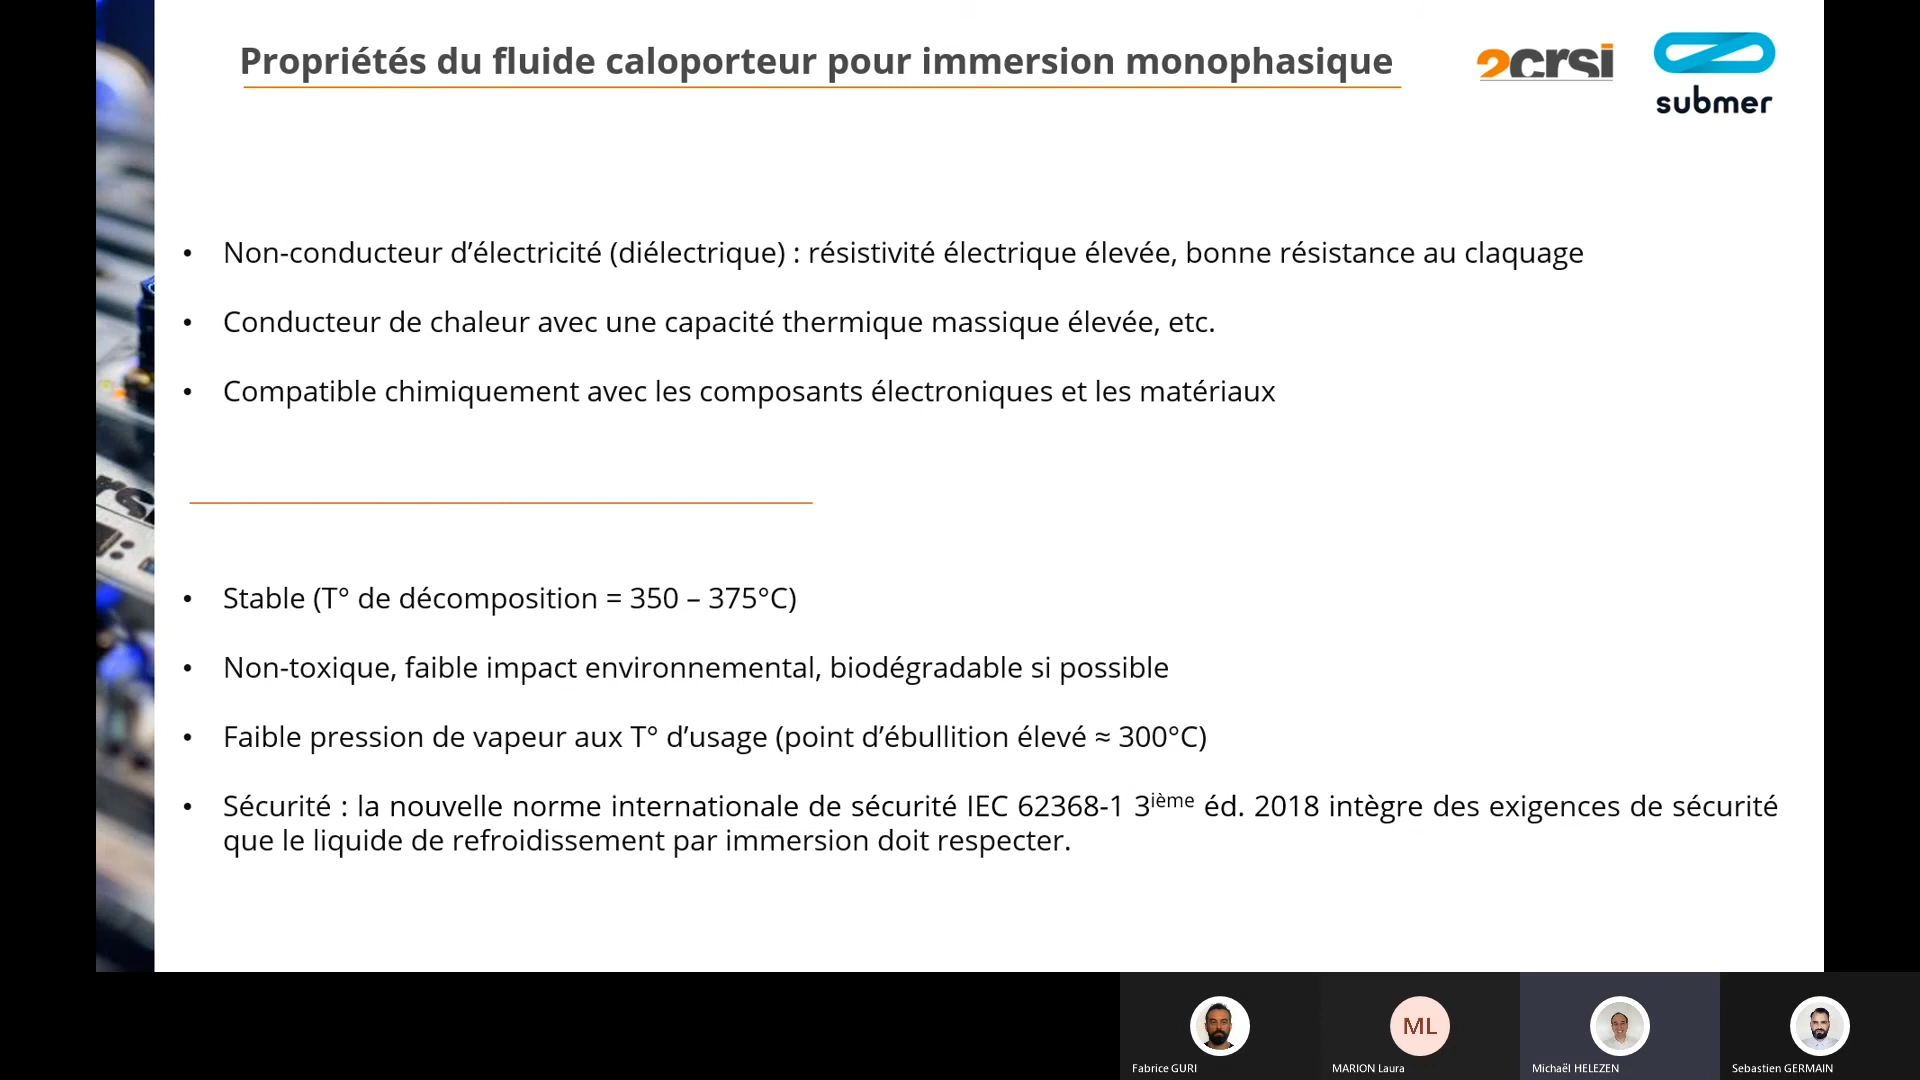 Propriétés du fluide caloporteur pour immersion monophasique
2crsi
submer
• Non-conducteur d’électricité (diélectrique) : résistivité électrique élevée, bonne résistance au claquage
• Conducteur de chaleur avec une capacité thermique massique élevée, etc.
• Compatible chimiquement avec les composants électroniques et les matériaux
rs
• Stable (T° de décomposition = 350 – 375°C)
• Non-toxique, faible impact environnemental, biodégradable si possible
• Faible pression de vapeur aux T° d’usage (point d’ébullition élevé ≈ 300°C)
• Sécurité : la nouvelle norme internationale de sécurité IEC 62368-1 3ième éd. 2018 intègre des exigences de sécurité
que le liquide de refroidissement par immersion doit respecter.
ML
Fabrice GURI
MARION Laura
Michaël HELEZEN
Sebastien GERMAIN